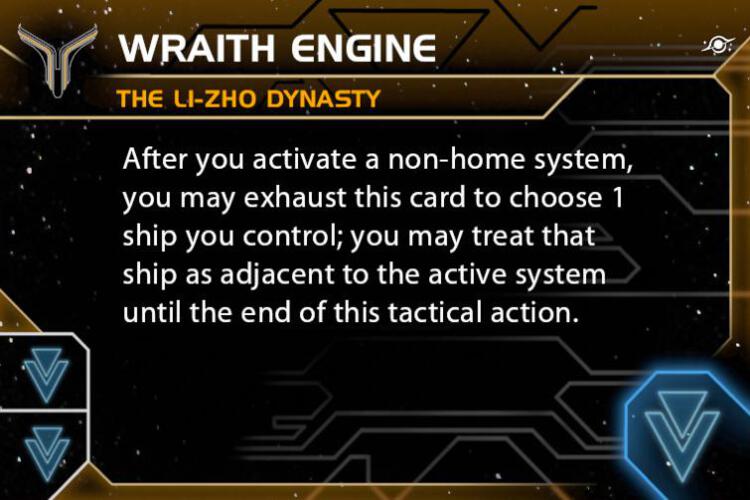 WRAITH ENGINE
THE LI-ZHO DYNASTY
After you activate a non-home system,
you may exhaust this card to choose 1
ship you control; you may treat that
ship as adjacent to the active system
until the end of this tactical action.